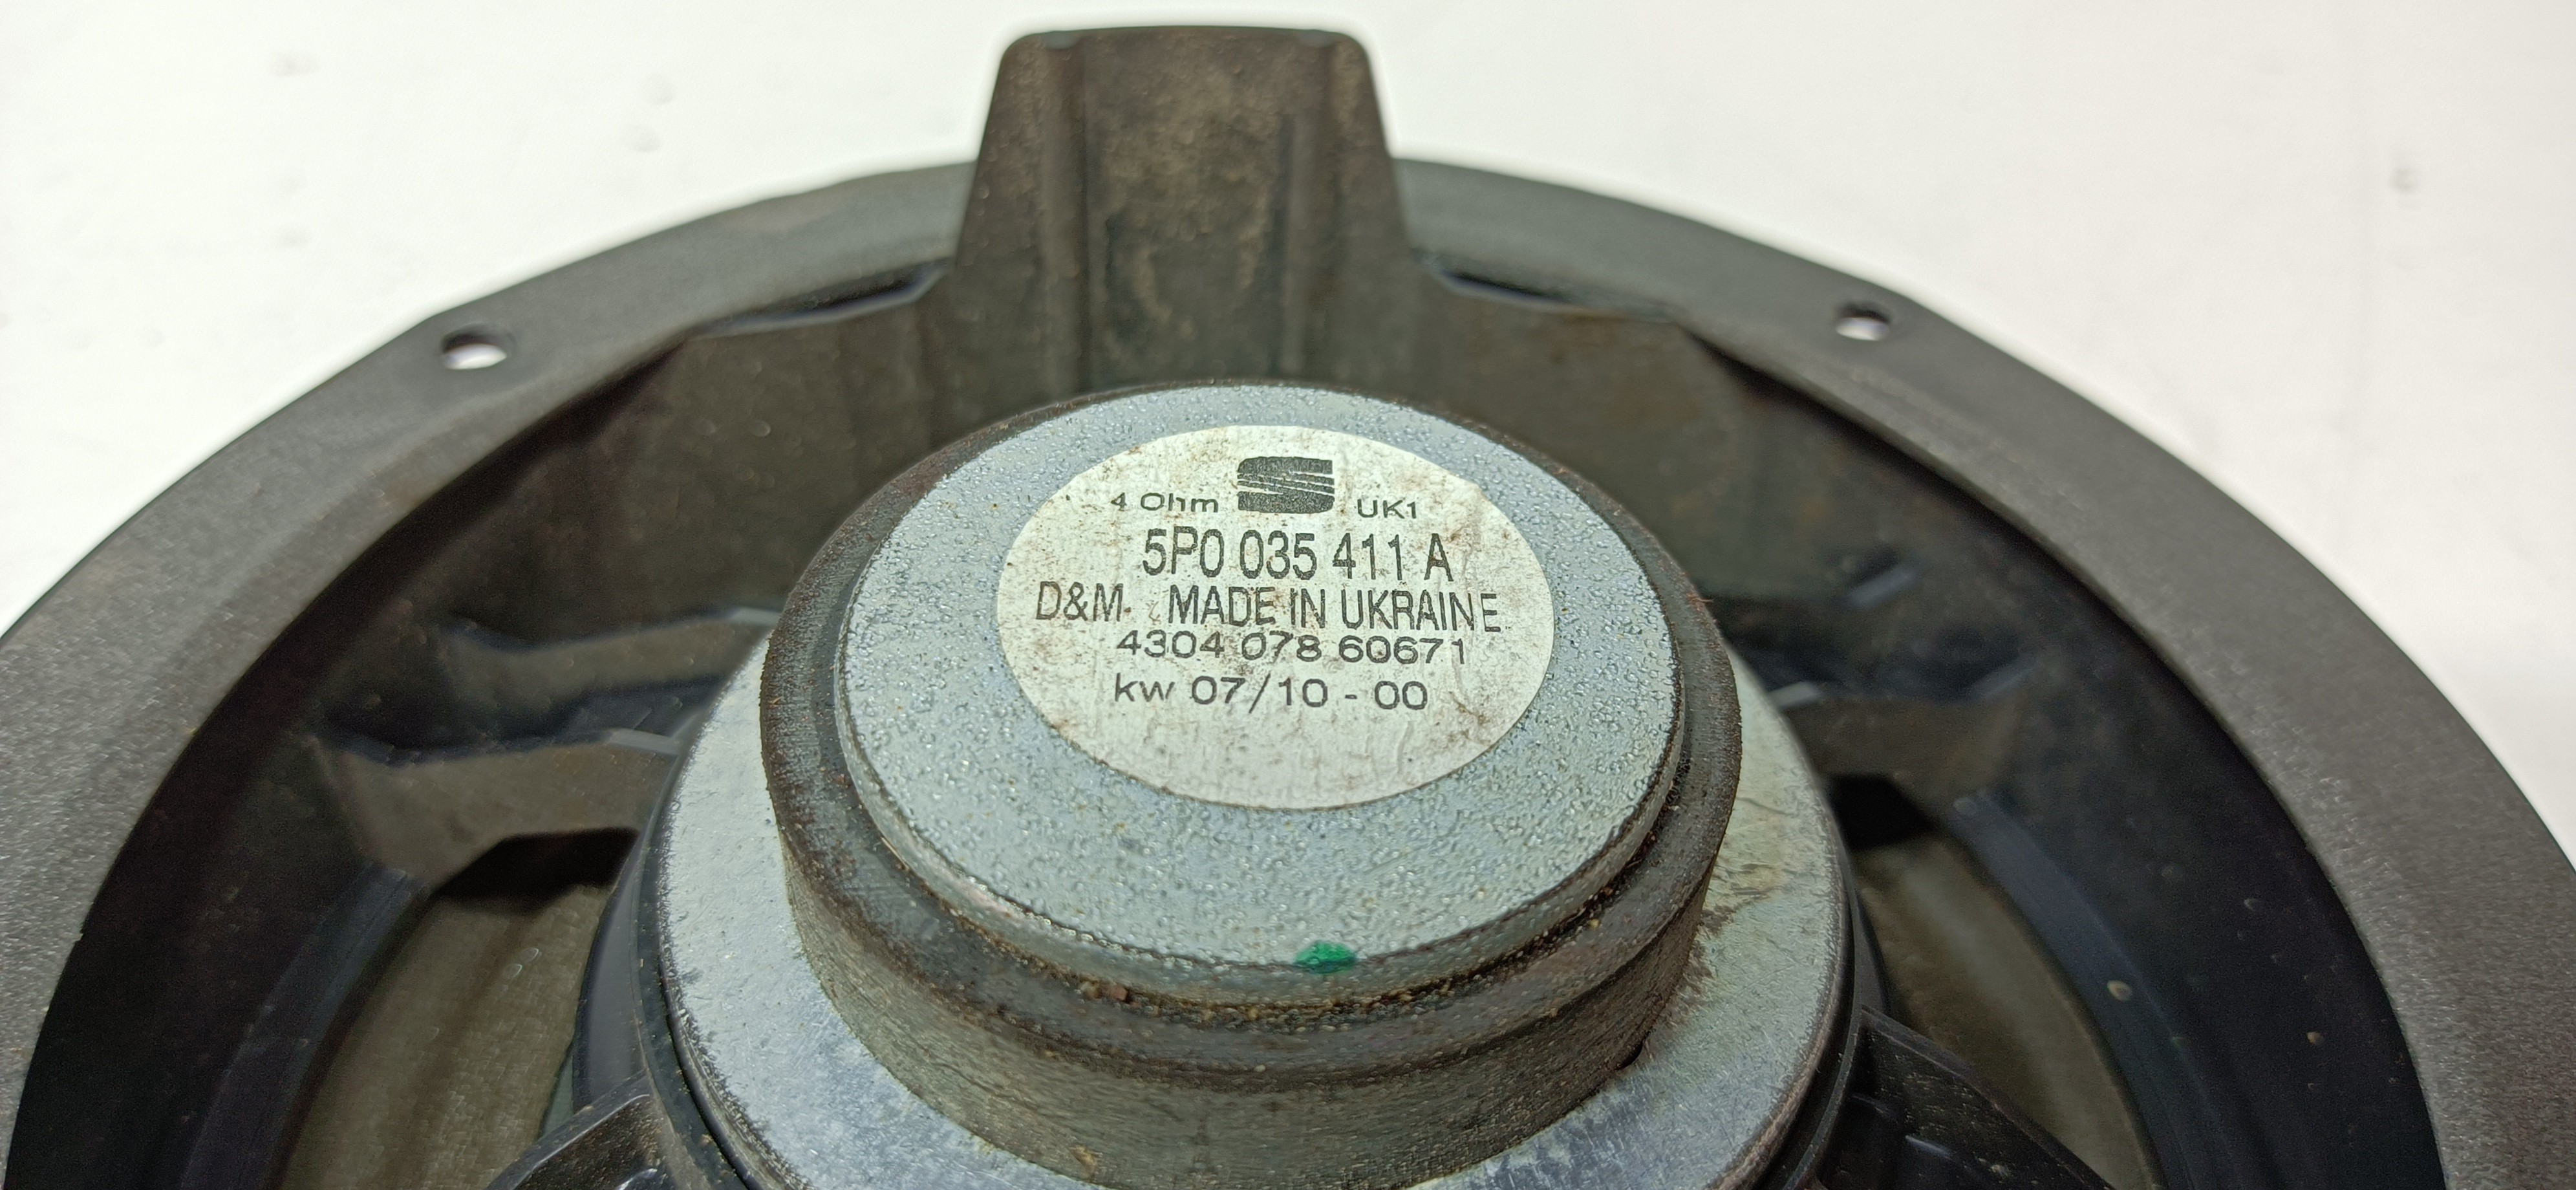 4 Ohm UK1
5P0 035 411 A
D&M MADE IN UKRAINE
4304 078 60671
kw 07/10 - 00